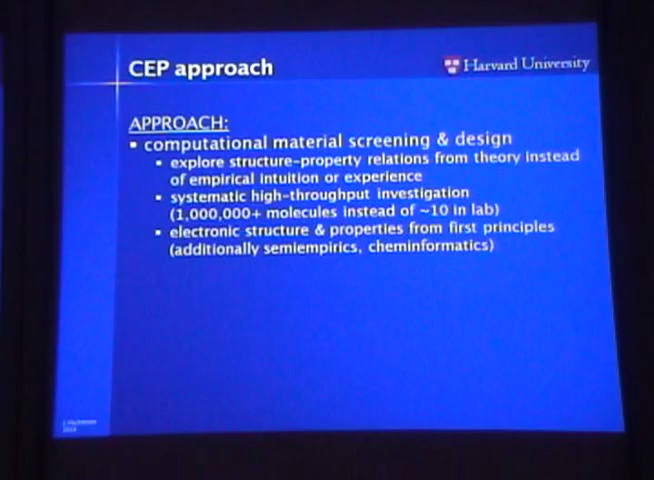 CEP approach
Harvard University
APPROACH:
▪ computational material screening & design
▪ explore structure-property relations from theory instead
of empirical intuition or experience
▪ systematic high-throughput investigation
(1,000,000+ molecules instead of ~10 in lab)
▪ electronic structure & properties from first principles
(additionally semiempirics, cheminformatics)